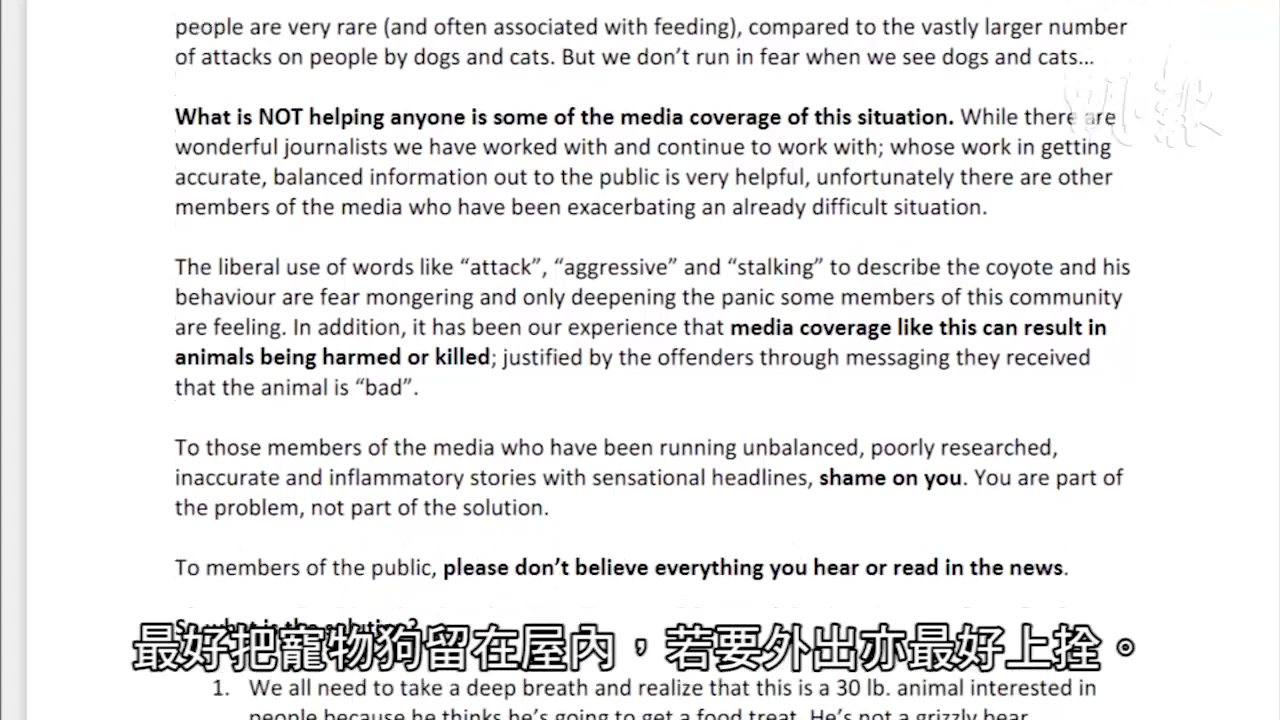 people are very rare (and often associated with feeding), compared to the vastly larger number
of attacks on people by dogs and cats. But we don’t run in fear when we see dogs and cats…
明報
What is NOT helping anyone is some of the media coverage of this situation. While there are
wonderful journalists we have worked with and continue to work with; whose work in getting
accurate, balanced information out to the public is very helpful, unfortunately there are other
members of the media who have been exacerbating an already difficult situation.
The liberal use of words like “attack”, “aggressive” and “stalking” to describe the coyote and his
behaviour are fear mongering and only deepening the panic some members of this community
are feeling. In addition, it has been our experience that media coverage like this can result in
animals being harmed or killed; justified by the offenders through messaging they received
that the animal is “bad”.
To those members of the media who have been running unbalanced, poorly researched,
inaccurate and inflammatory stories with sensational headlines, shame on you. You are part of
the problem, not part of the solution.
To members of the public, please don’t believe everything you hear or read in the news.
So what is the solution?
最好把寵物狗留在屋內，若要外出亦最好上拴。
1. We all need to take a deep breath and realize that this is a 30 lb. animal interested in
people because he thinks he’s going to get a food treat. He’s not a grizzly bear.